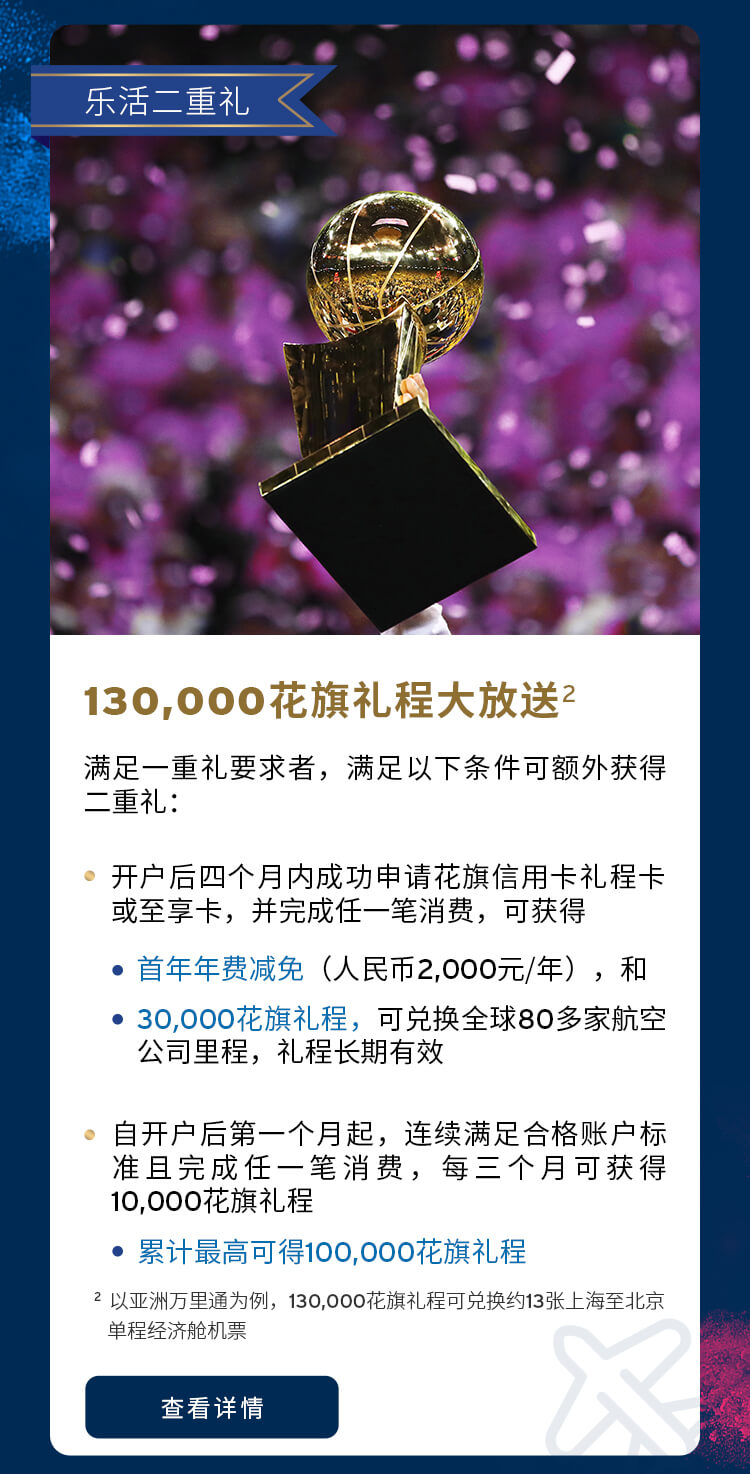 乐活二重礼
130,000花旗礼程大放送²
满足一重礼要求者，满足以下条件可额外获得
二重礼：
开户后四个月内成功申请花旗信用卡礼程卡
或至享卡，并完成任一笔消费，可获得
首年年费减免（人民币2,000元/年），和
30,000花旗礼程，可兑换全球80多家航空
公司里程，礼程长期有效
自开户后第一个月起，连续满足合格账户标
准且完成任一笔消费，每三个月可获得
10,000花旗礼程
累计最高可得100,000花旗礼程
² 以亚洲万里通为例，130,000花旗礼程可兑换约13张上海至北京
单程经济舱机票
查看详情